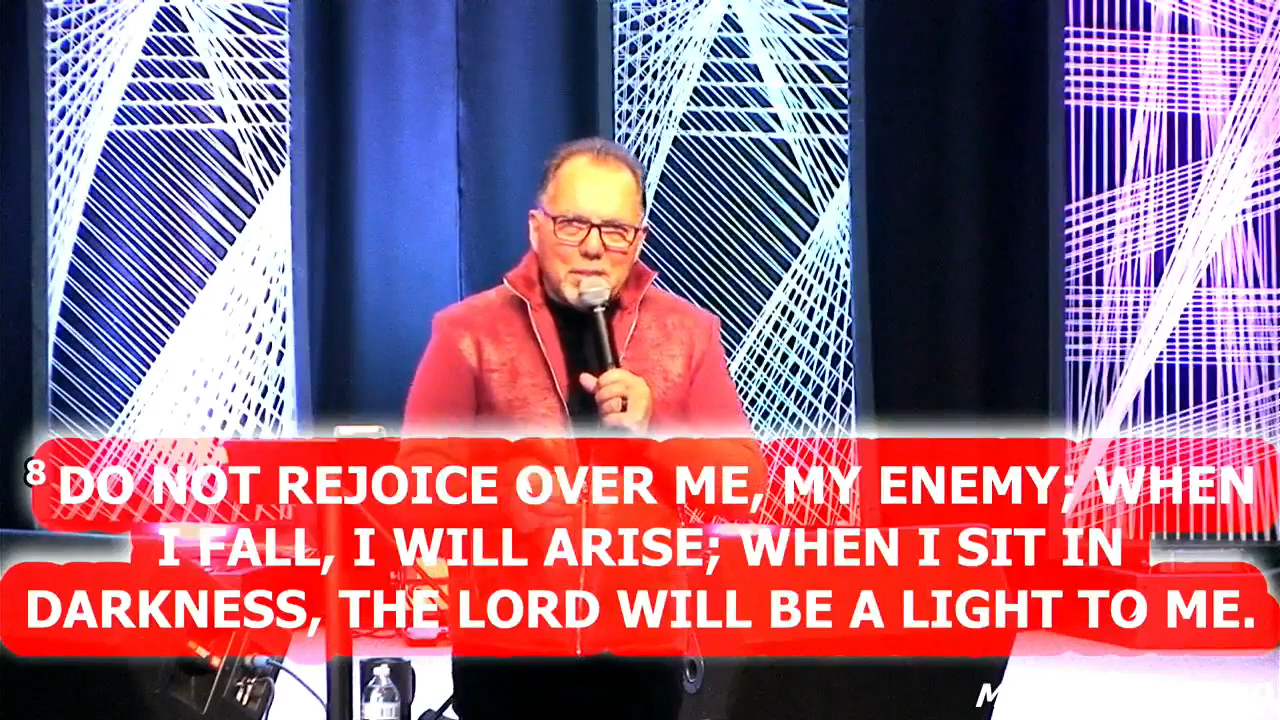 8 DO NOT REJOICE OVER ME, MY ENEMY; WHEN
I FALL, I WILL ARISE; WHEN I SIT IN
DARKNESS, THE LORD WILL BE A LIGHT TO ME.